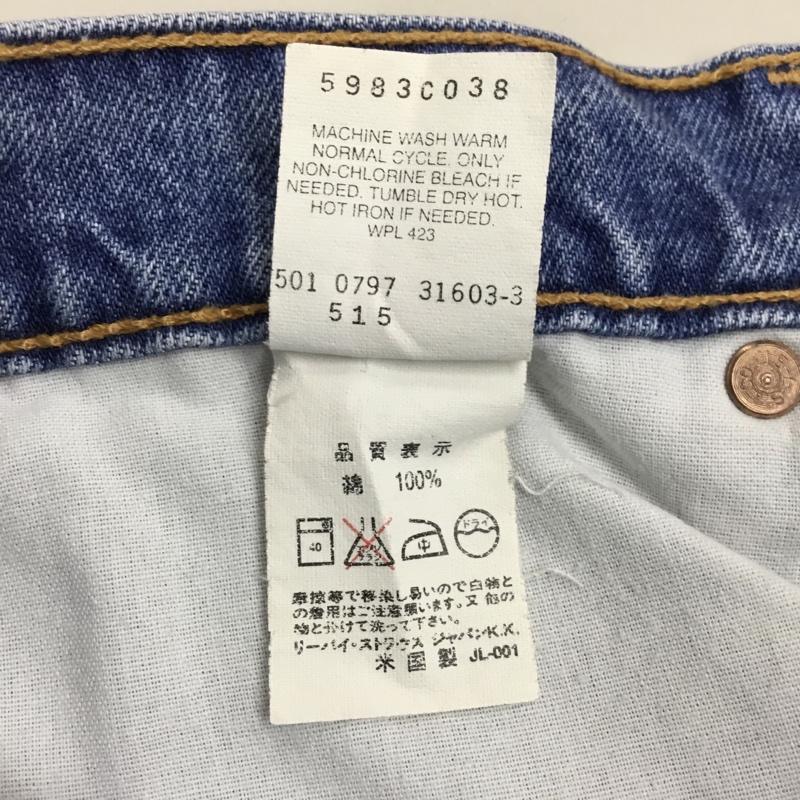 59830038
MACHINE WASH WARM
NORMAL CYCLE. ONLY
NON-CHLORINE BLEACH IF
NEEDED. TUMBLE DRY HOT.
HOT IRON IF NEEDED.
WPL 423
501 0797 31603-3
515
品質表示
綿 100%
40
中
ドライ
摩擦等で移染し易いので白物と
の着用はご注意願います。又 他の
物と分けて洗って下さい。
リーバイ・ストラウス ジャパンK.K.
米国製 JL-001